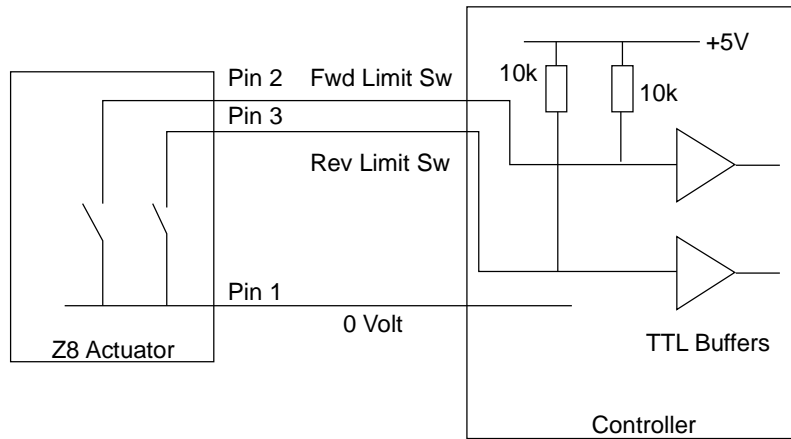 +5V
Pin 2 Fwd Limit Sw
10k
10k
Pin 3
Rev Limit Sw
Pin 1
0 Volt
Z8 Actuator
TTL Buffers
Controller